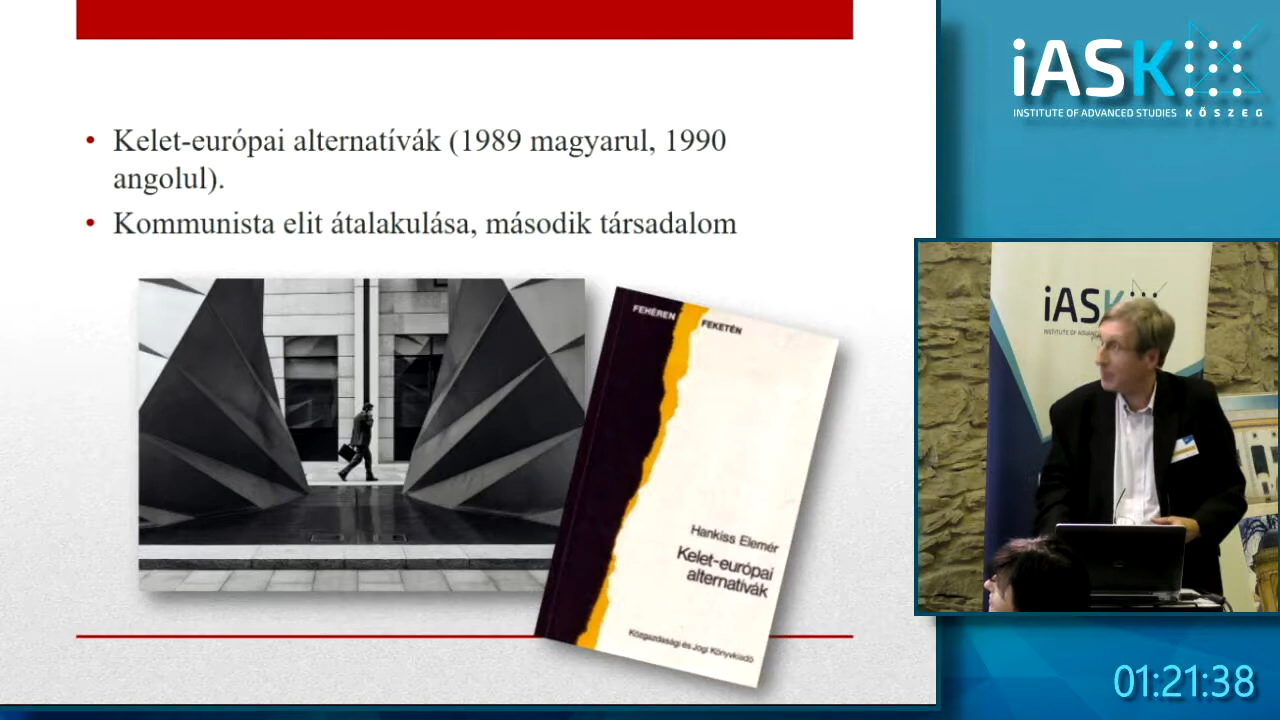 • Kelet-európai alternatívák (1989 magyarul, 1990
angolul).
• Kommunista elit átalakulása, második társadalom
FEHÉREN
FEKETÉN
Hankiss Elemér
Kelet-európai
alternatívák
Közgazdasági és Jogi Könyvkiadó
iASK
INSTITUTE OF ADVANCED STUDIES KŐSZEG
iASK
INSTITUTE OF ADVANCED
01:21:38